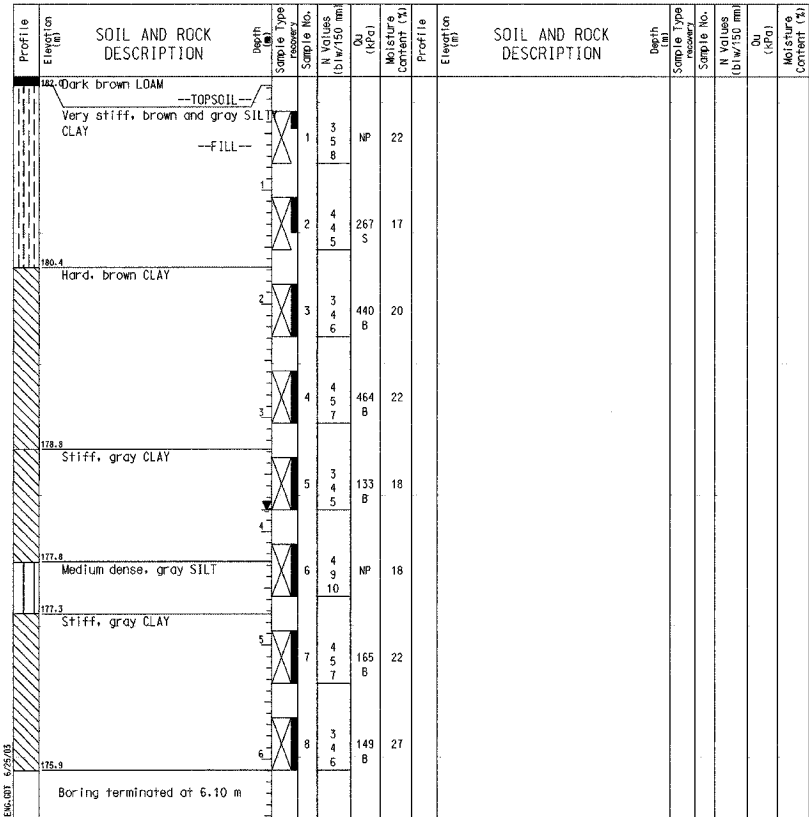 Profile
Elevation (m)
SOIL AND ROCK DESCRIPTION
Depth (m)
Sample Type recovery
Sample No.
N Values (blw/150 mm)
Qu (kPa)
Moisture Content (%)
Profile
Elevation (m)
SOIL AND ROCK DESCRIPTION
Depth (m)
Sample Type recovery
Sample No.
N Values (blw/150 mm)
Qu (kPa)
Moisture Content (%)
182.0 Dark brown LOAM
--TOPSOIL--
Very stiff, brown and gray SILTY
CLAY
--FILL--
1 3 5 8 NP 22
1
2 4 4 5 267 S 17
180.4
Hard, brown CLAY
2
3 3 4 6 440 B 20
4 4 5 7 464 B 22
3
178.8
Stiff, gray CLAY
5 3 4 5 133 B 18
4
177.8
Medium dense, gray SILT
6 4 9 10 NP 18
177.3
Stiff, gray CLAY
5
7 4 5 7 165 B 22
8 3 4 6 149 B 27
6
175.9
Boring terminated at 6.10 m
ENG.GDT 6/25/03